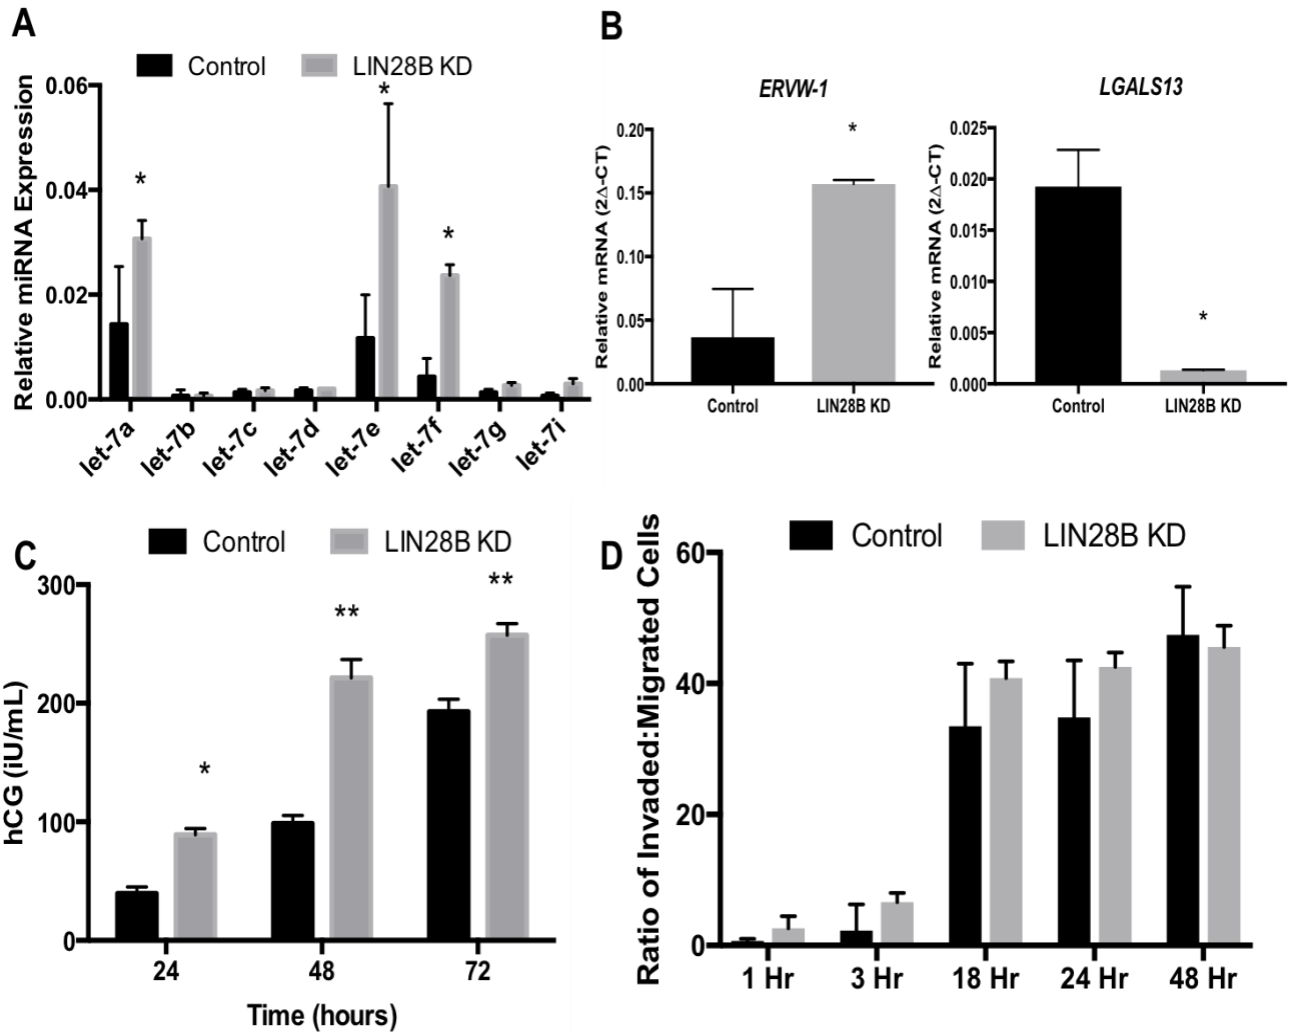 A
Control
LIN28B KD
Relative miRNA Expression
0.06
0.04
0.02
0.00
*
*
*
let-7a
let-7b
let-7c
let-7d
let-7e
let-7f
let-7g
let-7i
B
ERVW-1
Relative mRNA (2Δ-CT)
0.20
0.15
0.10
0.05
0.00
*
Control
LIN28B KD
LGALS13
Relative mRNA (2Δ-CT)
0.025
0.020
0.015
0.010
0.005
0.000
*
Control
LIN28B KD
C
Control
LIN28B KD
hCG (iU/mL)
300
200
100
0
*
**
**
24
48
72
Time (hours)
D
Control
LIN28B KD
Ratio of Invaded:Migrated Cells
60
40
20
0
1 Hr
3 Hr
18 Hr
24 Hr
48 Hr